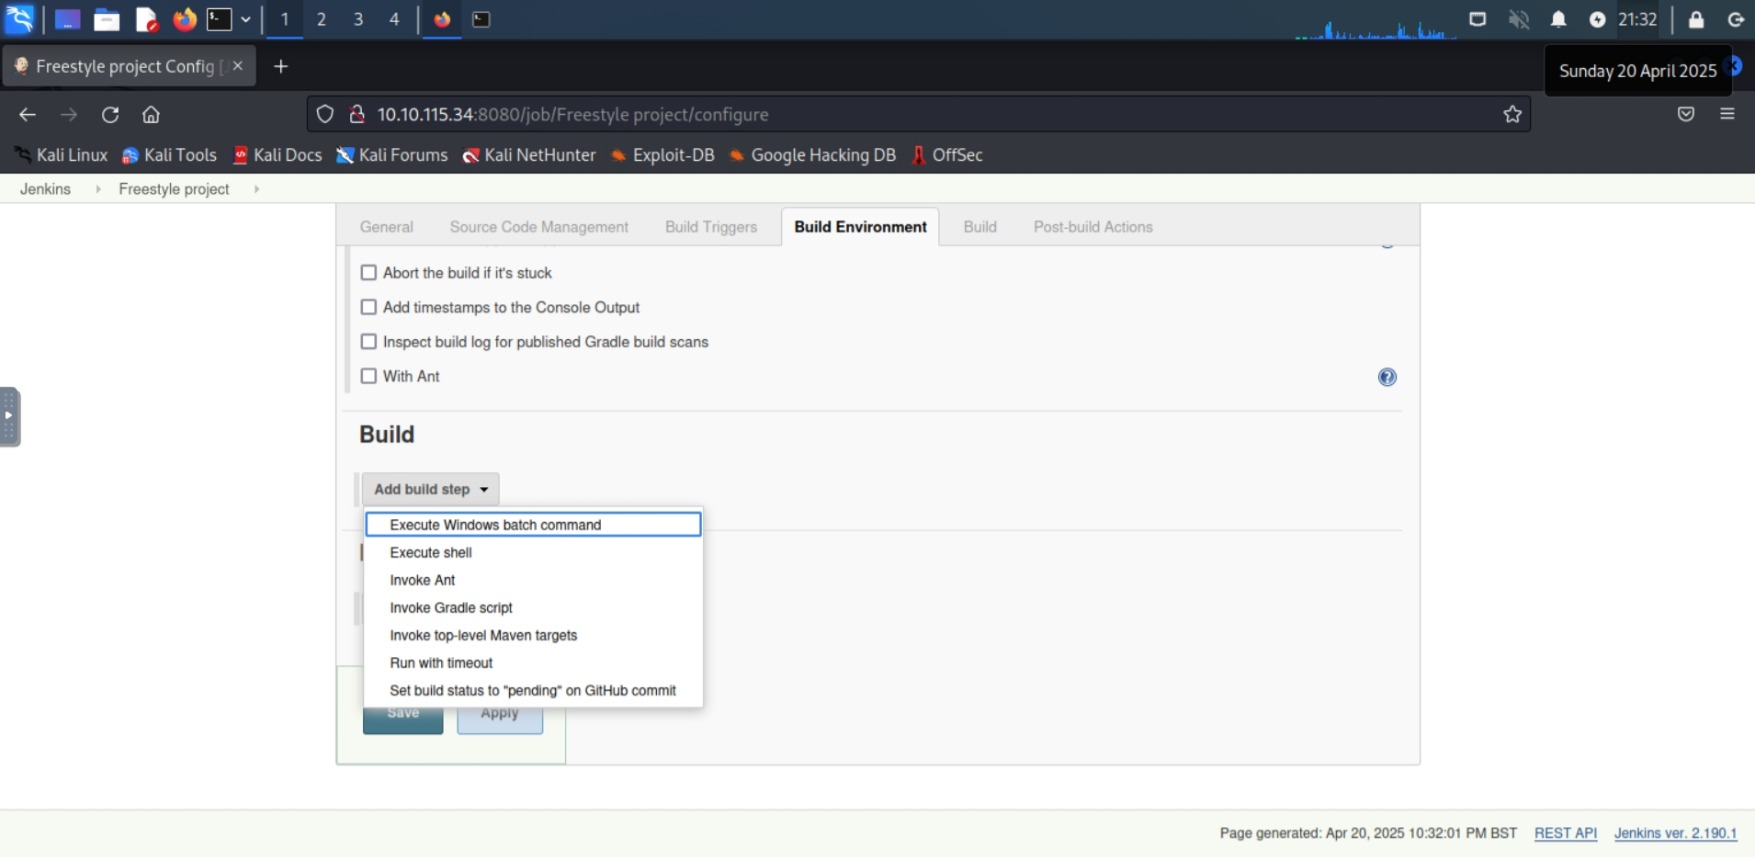 1 2 3 4 21:32
Freestyle project Config [
Sunday 20 April 2025
10.10.115.34:8080/job/Freestyle project/configure
Kali Linux Kali Tools Kali Docs Kali Forums Kali NetHunter Exploit-DB Google Hacking DB OffSec
Jenkins Freestyle project
General Source Code Management Build Triggers Build Environment Build Post-build Actions
Abort the build if it's stuck
Add timestamps to the Console Output
Inspect build log for published Gradle build scans
With Ant
Build
Add build step
Execute Windows batch command
Execute shell
Invoke Ant
Invoke Gradle script
Invoke top-level Maven targets
Run with timeout
Set build status to "pending" on GitHub commit
Save Apply
Page generated: Apr 20, 2025 10:32:01 PM BST REST API Jenkins ver. 2.190.1